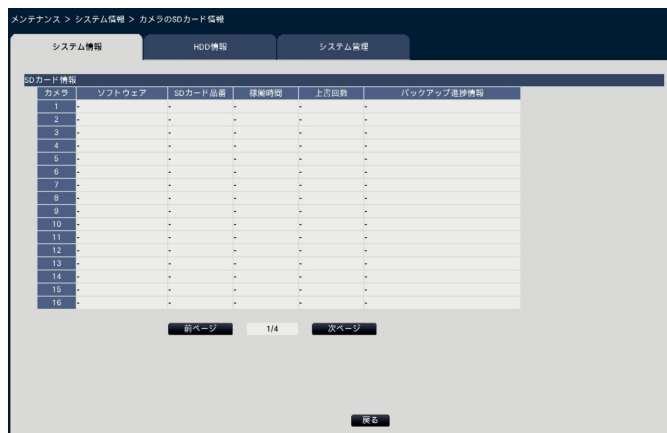 メンテナンス > システム情報 > カメラのSDカード情報
システム情報 HDD情報 システム管理
SDカード情報
カメラ ソフトウェア SDカード品番 稼働時間 上書回数 バックアップ進捗情報
1 - - - - -
2 - - - - -
3 - - - - -
4 - - - - -
5 - - - - -
6 - - - - -
7 - - - - -
8 - - - - -
9 - - - - -
10 - - - - -
11 - - - - -
12 - - - - -
13 - - - - -
14 - - - - -
15 - - - - -
16 - - - - -
前ページ 1/4 次ページ
戻る